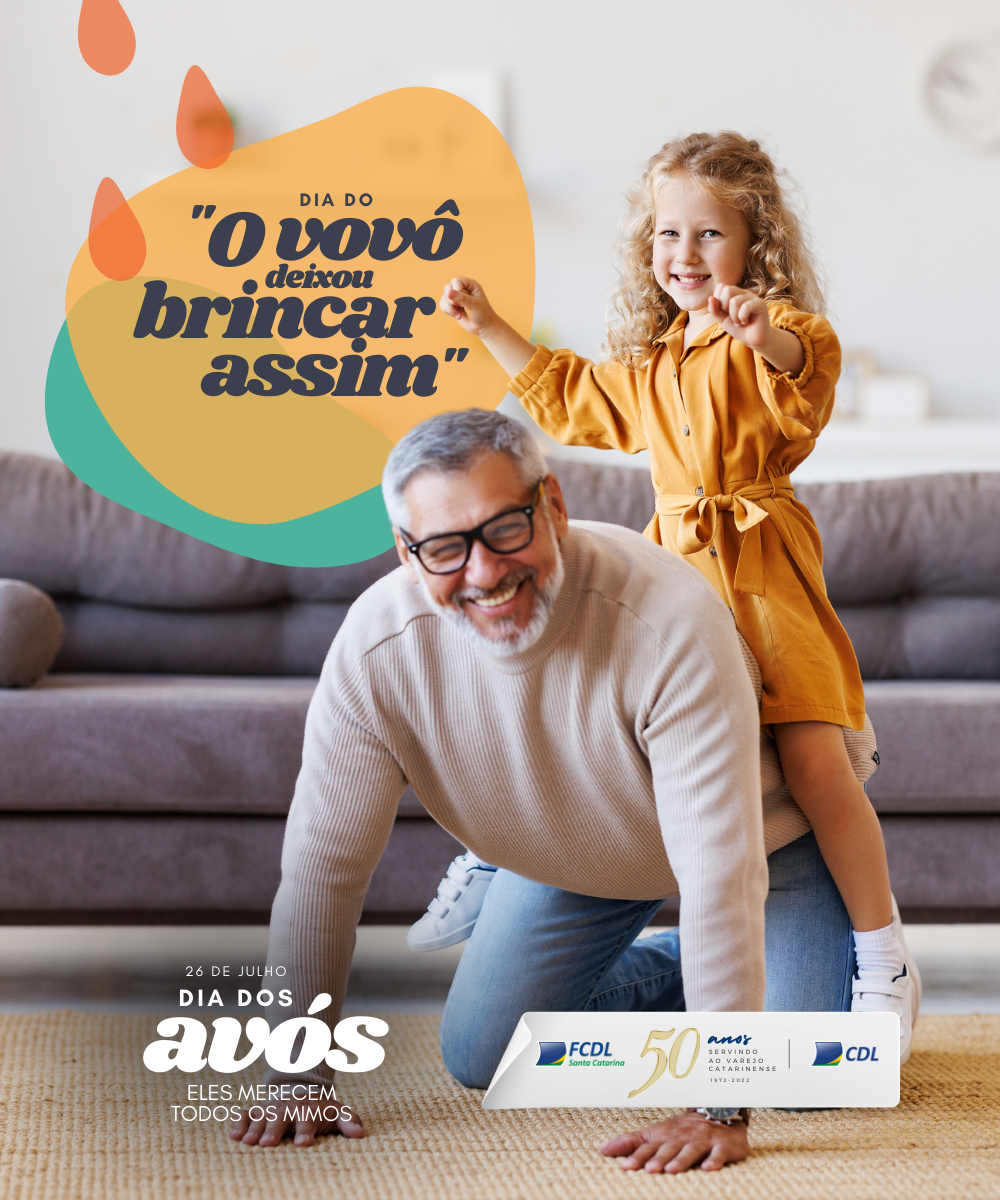 DIA DO
"O vovô
deixou
brincar
assim"
26 DE JULHO
DIA DOS
avós
ELES MERECEM
TODOS OS MIMOS
FCDL
Santa Catarina
50 anos
SERVINDO
AO VAREJO
CATARINENSE
1972-2022
CDL